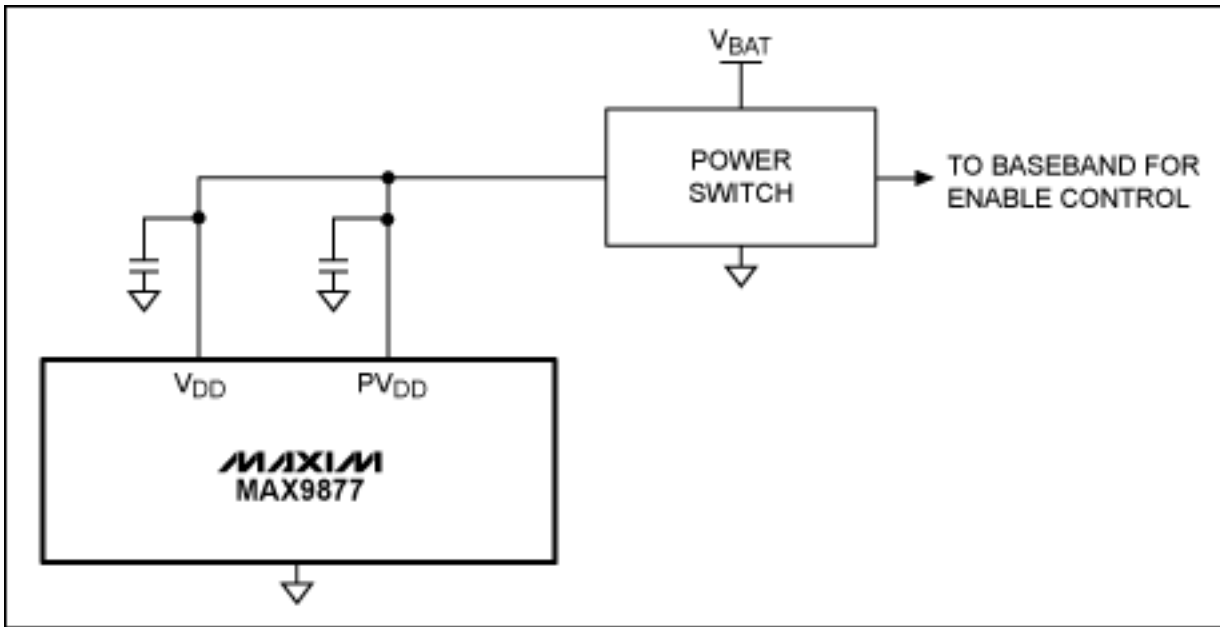 VBAT
POWER
SWITCH
TO BASEBAND FOR
ENABLE CONTROL
VDD PVDD
MAXIM
MAX9877